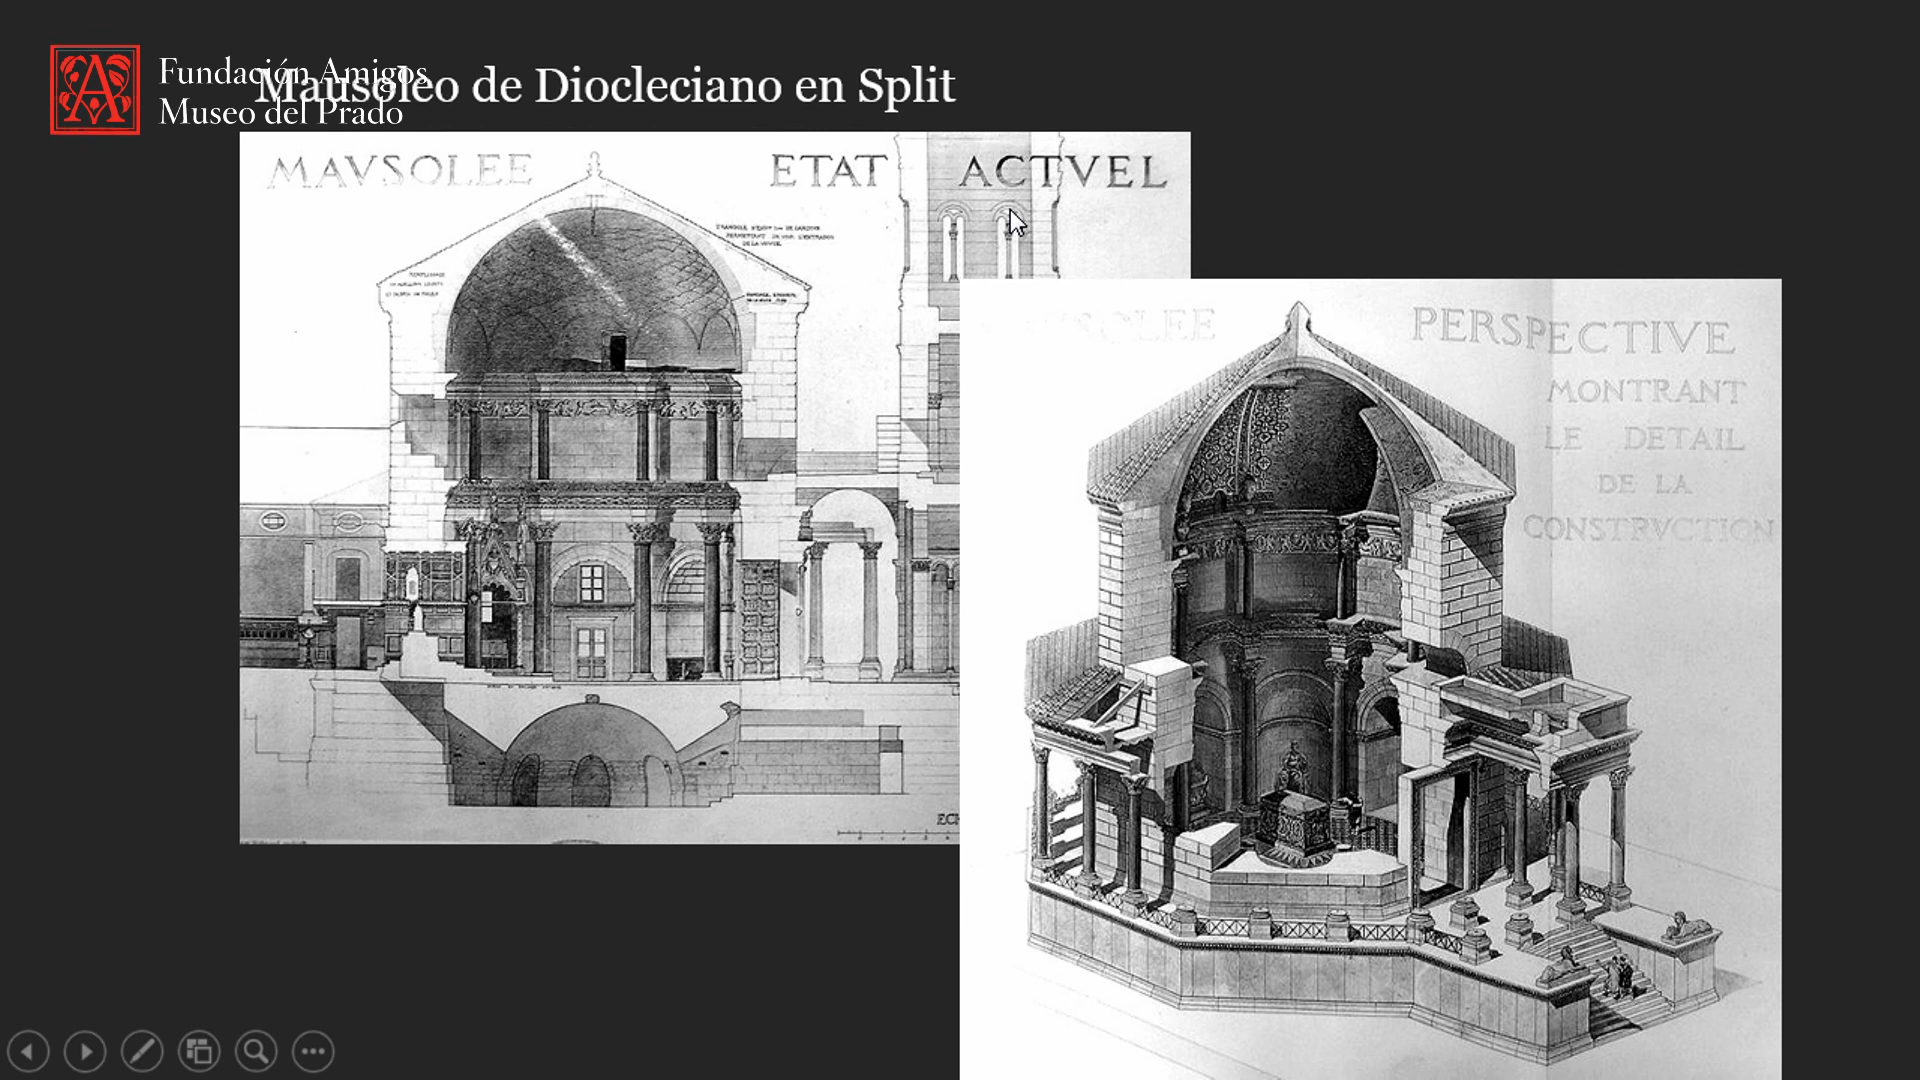 Fundación Amigos
Museo del Prado
Mausoleo de Diocleciano en Split
MAVSOLEE
ETAT ACTVEL
PERSPECTIVE
MONTRANT
LE DETAIL
DE LA
CONSTRVCTION